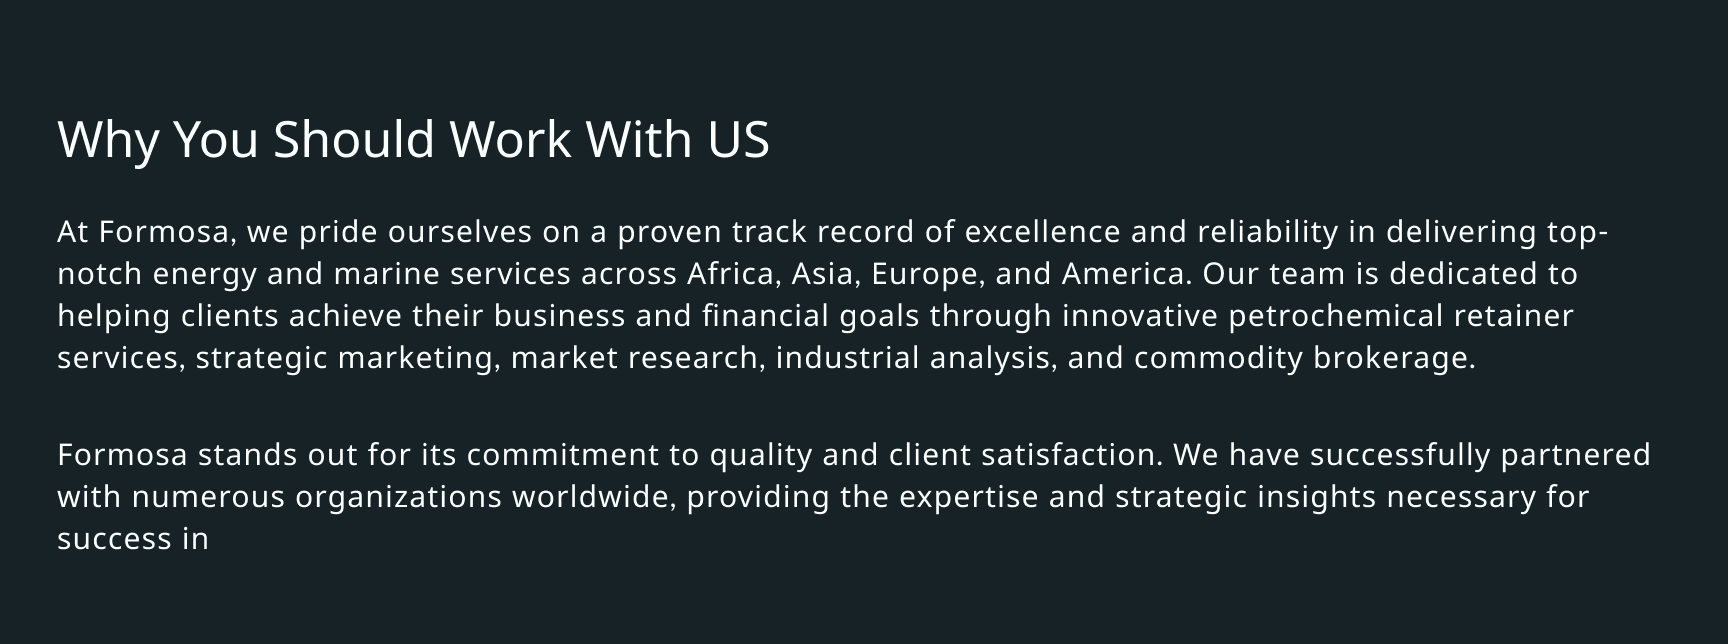 Why You Should Work With US
At Formosa, we pride ourselves on a proven track record of excellence and reliability in delivering top-
notch energy and marine services across Africa, Asia, Europe, and America. Our team is dedicated to
helping clients achieve their business and financial goals through innovative petrochemical retainer
services, strategic marketing, market research, industrial analysis, and commodity brokerage.
Formosa stands out for its commitment to quality and client satisfaction. We have successfully partnered
with numerous organizations worldwide, providing the expertise and strategic insights necessary for
success in